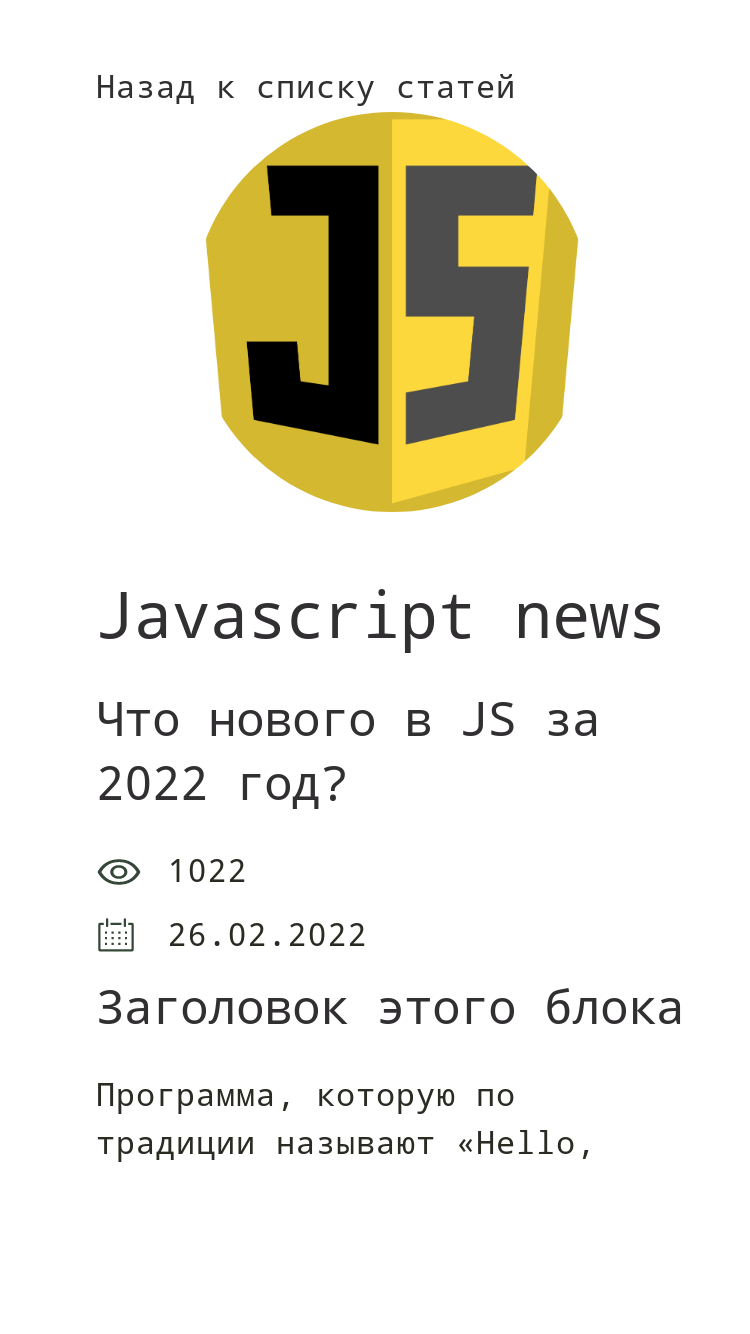 Назад к списку статей
JS
Javascript news
Что нового в JS за
2022 год?
1022
26.02.2022
Заголовок этого блока
Программа, которую по
традиции называют «Hello,